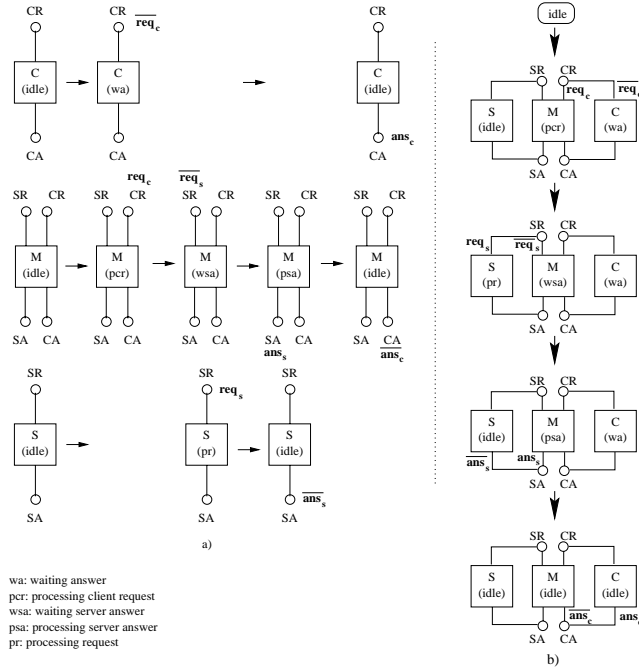 CR CR req_c CR
C (idle) C (wa) C (idle)
ans_c
CA CA CA
req_c req_s
SR CR SR CR SR CR SR CR SR CR
M (idle) M (pcr) M (wsa) M (psa) M (idle)
SA CA SA CA SA CA SA CA SA CA
ans_s ans_c
SR SR SR
req_s
S (idle) S (pr) S (idle)
ans_s
SA SA SA
a)
wa: waiting answer
pcr: processing client request
wsa: waiting server answer
psa: processing server answer
pr: processing request
idle
SR CR
req_c req_c
S (idle) M (pcr) C (wa)
SA CA
SR CR
req_s req_s
S (pr) M (wsa) C (wa)
SA CA
SR CR
S (idle) M (psa) C (wa)
ans_s ans_s
SA CA
SR CR
S (idle) M (idle) C (idle)
ans_c ans_c
SA CA
b)